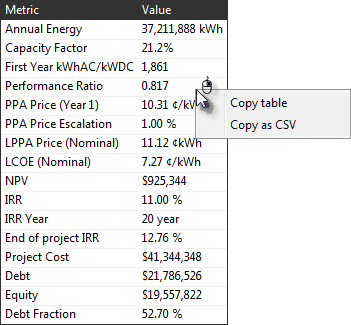 Metric Value
Annual Energy 37,211,888 kWh
Capacity Factor 21.2%
First Year kWhAC/kWDC 1,861
Performance Ratio 0.817
PPA Price (Year 1) 10.31 ¢/kW
Copy table
PPA Price Escalation 1.00 %
Copy as CSV
LPPA Price (Nominal) 11.12 ¢/kWh
LCOE (Nominal) 7.27 ¢/kWh
NPV $925,344
IRR 11.00 %
IRR Year 20 year
End of project IRR 12.76 %
Project Cost $41,344,348
Debt $21,786,526
Equity $19,557,822
Debt Fraction 52.70 %